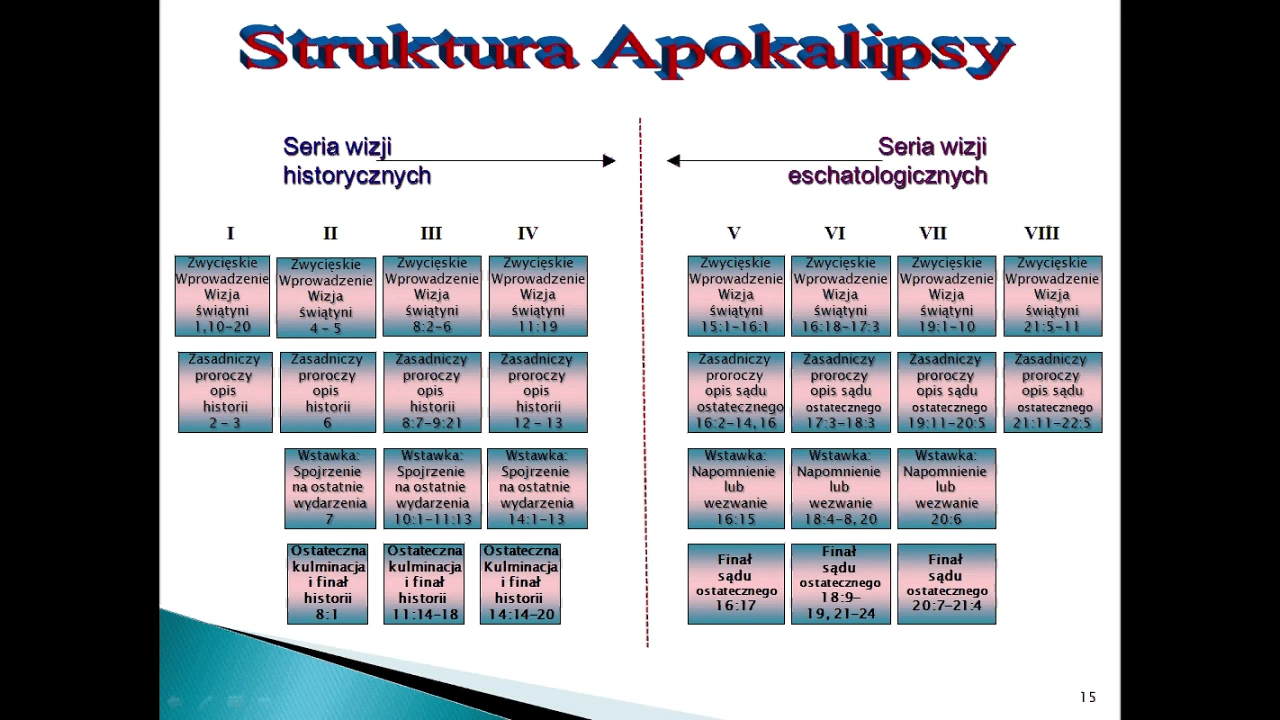 Struktura Apokalipsy
Seria wizji
historycznych
Seria wizji
eschatologicznych
I
II
III
IV
V
VI
VII
VIII
Zwycięskie
Wprowadzenie
Wizja
świątyni
1,10-20
Zwycięskie
Wprowadzenie
Wizja
świątyni
4 - 5
Zwycięskie
Wprowadzenie
Wizja
świątyni
8:2-6
Zwycięskie
Wprowadzenie
Wizja
świątyni
11:19
Zwycięskie
Wprowadzenie
Wizja
świątyni
15:1-16:1
Zwycięskie
Wprowadzenie
Wizja
świątyni
16:18-17:3
Zwycięskie
Wprowadzenie
Wizja
świątyni
19:1-10
Zwycięskie
Wprowadzenie
Wizja
świątyni
21:5-11
Zasadniczy
proroczy
opis
historii
2 - 3
Zasadniczy
proroczy
opis
historii
6
Zasadniczy
proroczy
opis
historii
8:7-9:21
Zasadniczy
proroczy
opis
historii
12 - 13
Zasadniczy
proroczy
opis sądu
ostatecznego
16:2-14, 16
Zasadniczy
proroczy
opis sądu
ostatecznego
17:3-18:3
Zasadniczy
proroczy
opis sądu
ostatecznego
19:11-20:5
Zasadniczy
proroczy
opis sądu
ostatecznego
21:11-22:5
Wstawka:
Spojrzenie
na ostatnie
wydarzenia
7
Wstawka:
Spojrzenie
na ostatnie
wydarzenia
10:1-11:13
Wstawka:
Spojrzenie
na ostatnie
wydarzenia
14:1-13
Wstawka:
Napomnienie
lub
wezwanie
16:15
Wstawka:
Napomnienie
lub
wezwanie
18:4-8, 20
Wstawka:
Napomnienie
lub
wezwanie
20:6
Ostateczna
kulminacja
i finał
historii
8:1
Ostateczna
kulminacja
i finał
historii
11:14-18
Ostateczna
Kulminacja
i finał
historii
14:14-20
Finał
sądu
ostatecznego
16:17
Finał
sądu
ostatecznego
18:9-
19, 21-24
Finał
sądu
ostatecznego
20:7-21:4
15